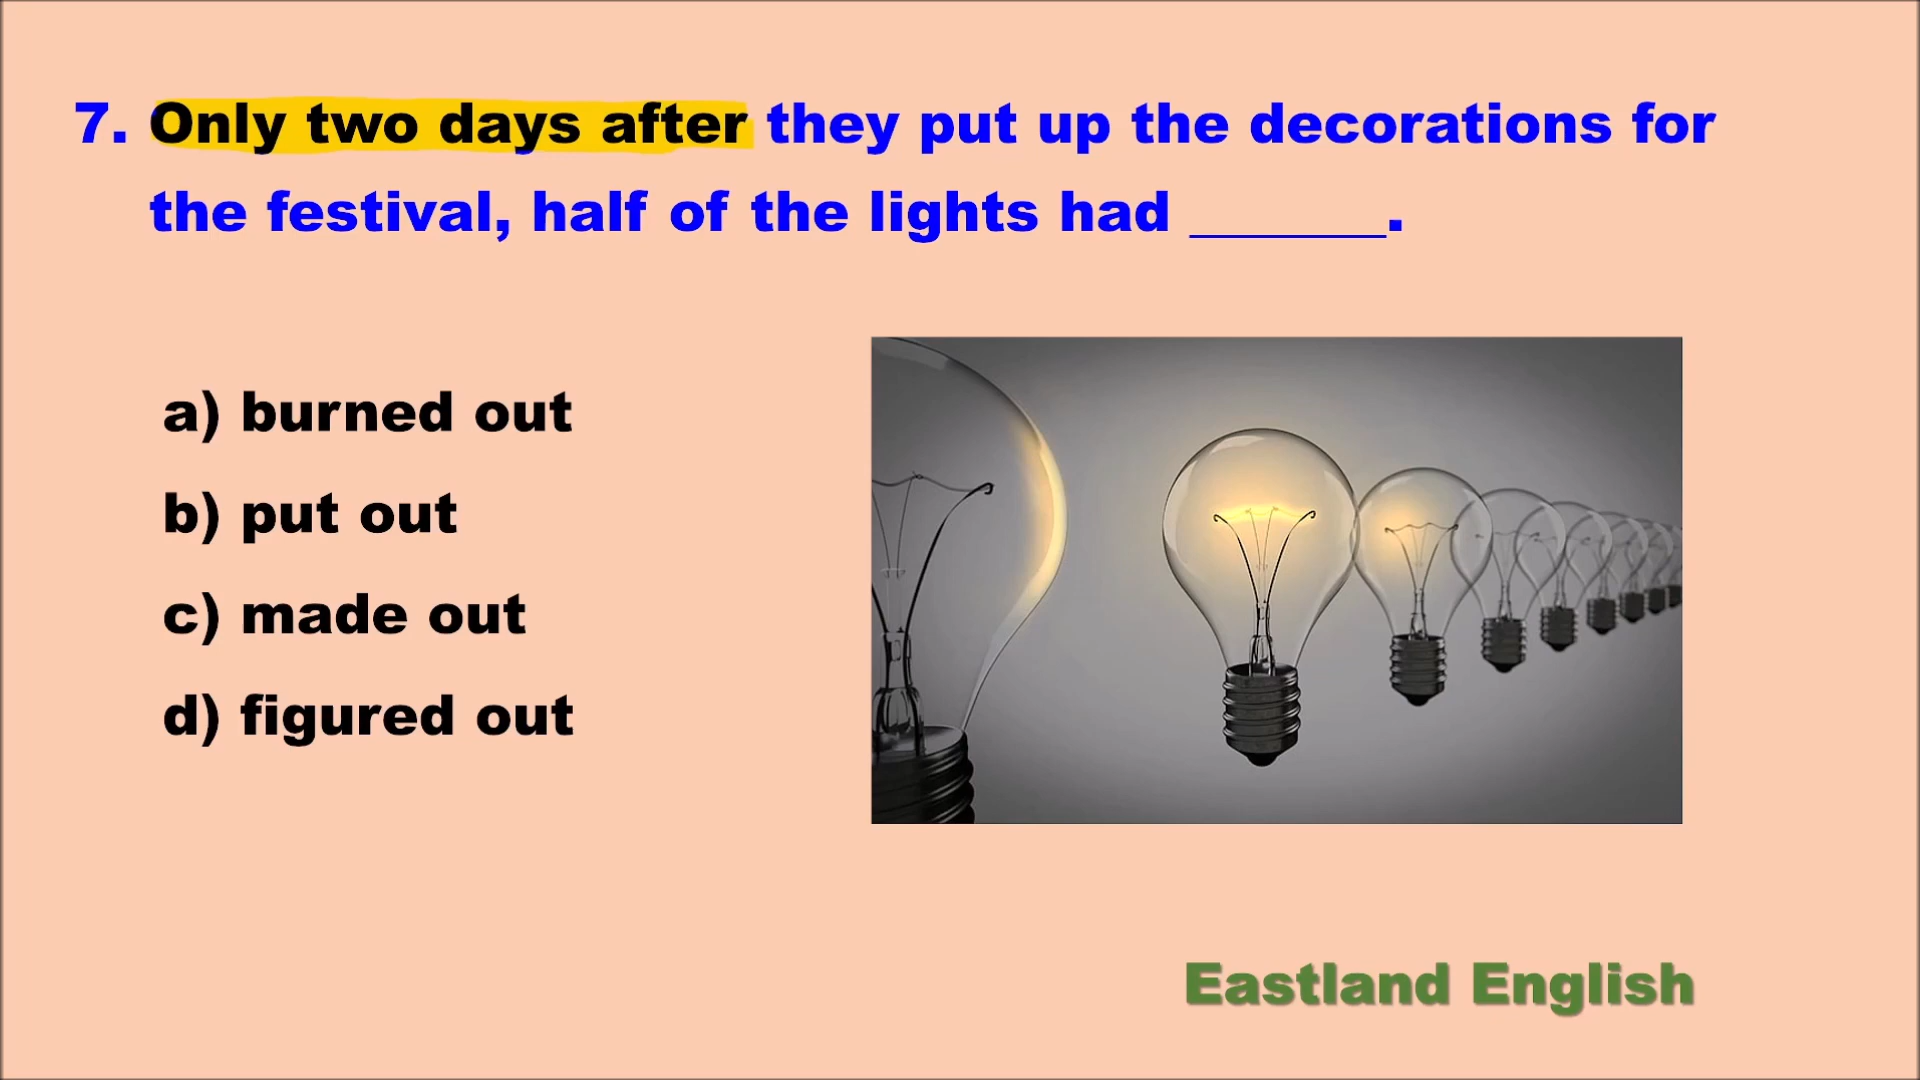 7. Only two days after they put up the decorations for
the festival, half of the lights had _______.
a) burned out
b) put out
c) made out
d) figured out
Eastland English